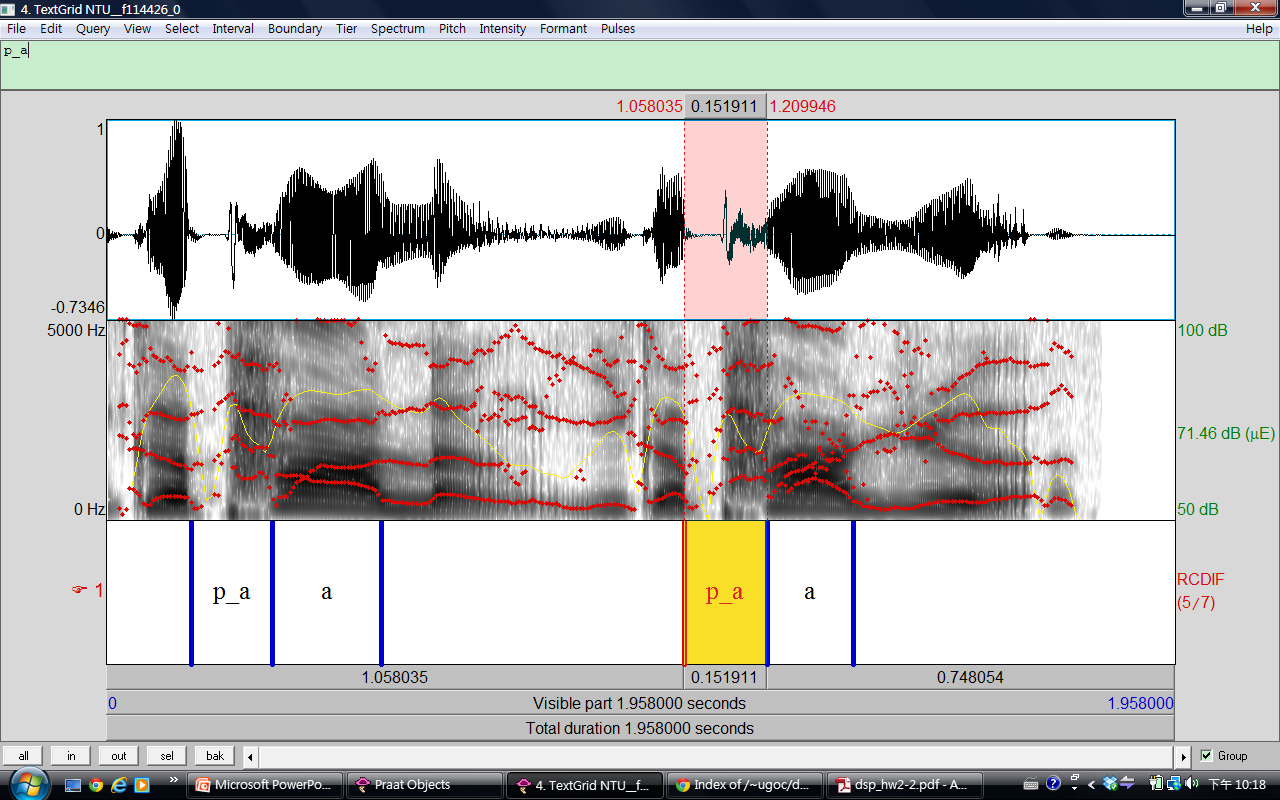 4. TextGrid NTU__f114426_0
File Edit Query View Select Interval Boundary Tier Spectrum Pitch Intensity Formant Pulses Help
p_a
1.058035 0.151911 1.209946
1
0
-0.7346
5000 Hz 100 dB
71.46 dB (µE)
0 Hz 50 dB
☞ 1 p_a a p_a a RCDIF
(5/7)
1.058035 0.151911 0.748054
0 Visible part 1.958000 seconds 1.958000
Total duration 1.958000 seconds
all in out sel bak Group
Microsoft PowerPo... Praat Objects 4. TextGrid NTU__f... Index of /~ugoc/d... dsp_hw2-2.pdf - A... 下午 10:18